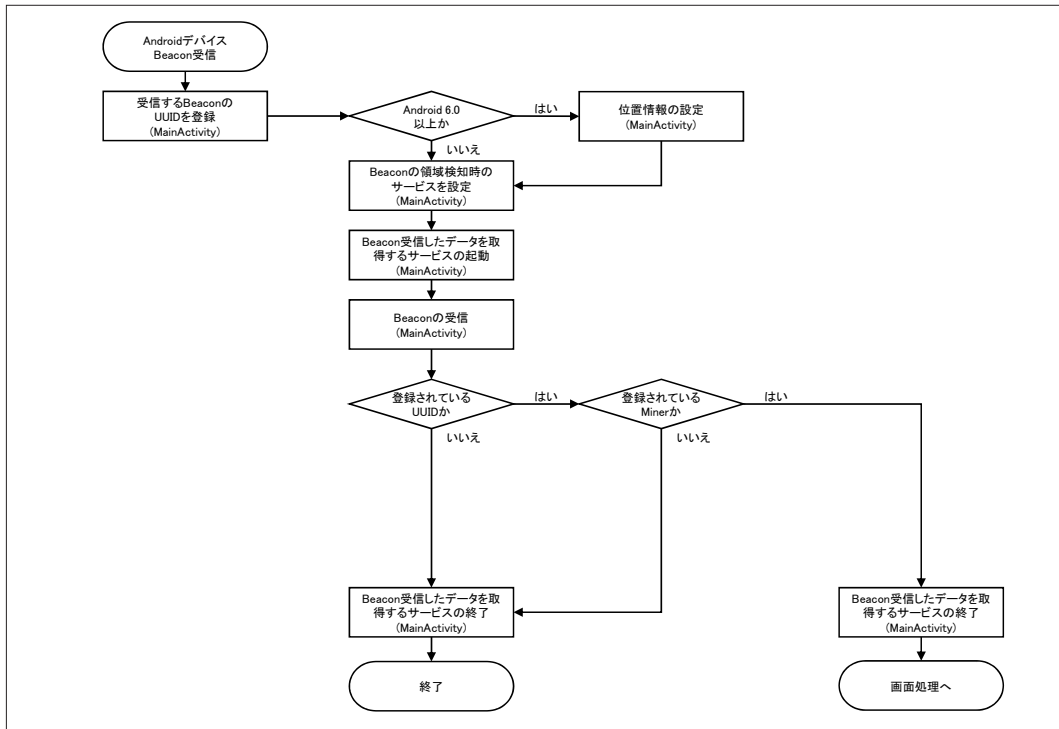 Androidデバイス
Beacon受信
受信するBeaconの
UUIDを登録
(MainActivity)
Android 6.0
以上か
はい
位置情報の設定
(MainActivity)
いいえ
Beaconの領域検知時の
サービスを設定
(MainActivity)
Beacon受信したデータを取
得するサービスの起動
(MainActivity)
Beaconの受信
(MainActivity)
登録されている
UUIDか
はい
登録されている
Minerか
はい
いいえ
いいえ
Beacon受信したデータを取
得するサービスの終了
(MainActivity)
Beacon受信したデータを取
得するサービスの終了
(MainActivity)
終了
画面処理へ